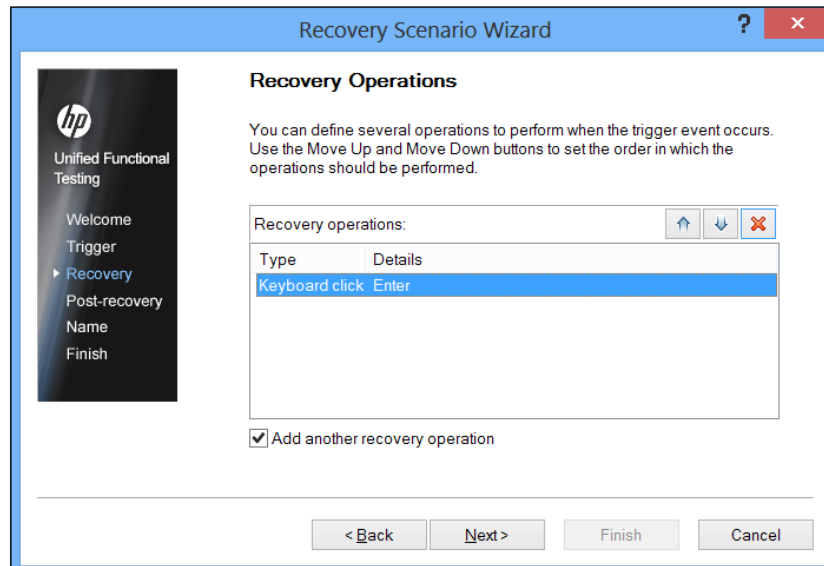 Recovery Scenario Wizard
?
×
hp
Unified Functional
Testing
Welcome
Trigger
Recovery
Post-recovery
Name
Finish
Recovery Operations
You can define several operations to perform when the trigger event occurs.
Use the Move Up and Move Down buttons to set the order in which the
operations should be performed.
Recovery operations:
Type Details
Keyboard click Enter
Add another recovery operation
< Back Next > Finish Cancel